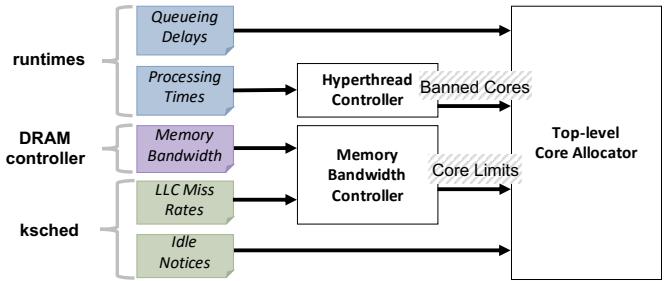 runtimes
Queueing
Delays
Processing
Times
Hyperthread
Controller
Banned Cores
DRAM
controller
Memory
Bandwidth
Memory
Bandwidth
Controller
Core Limits
Top-level
Core Allocator
ksched
LLC Miss
Rates
Idle
Notices